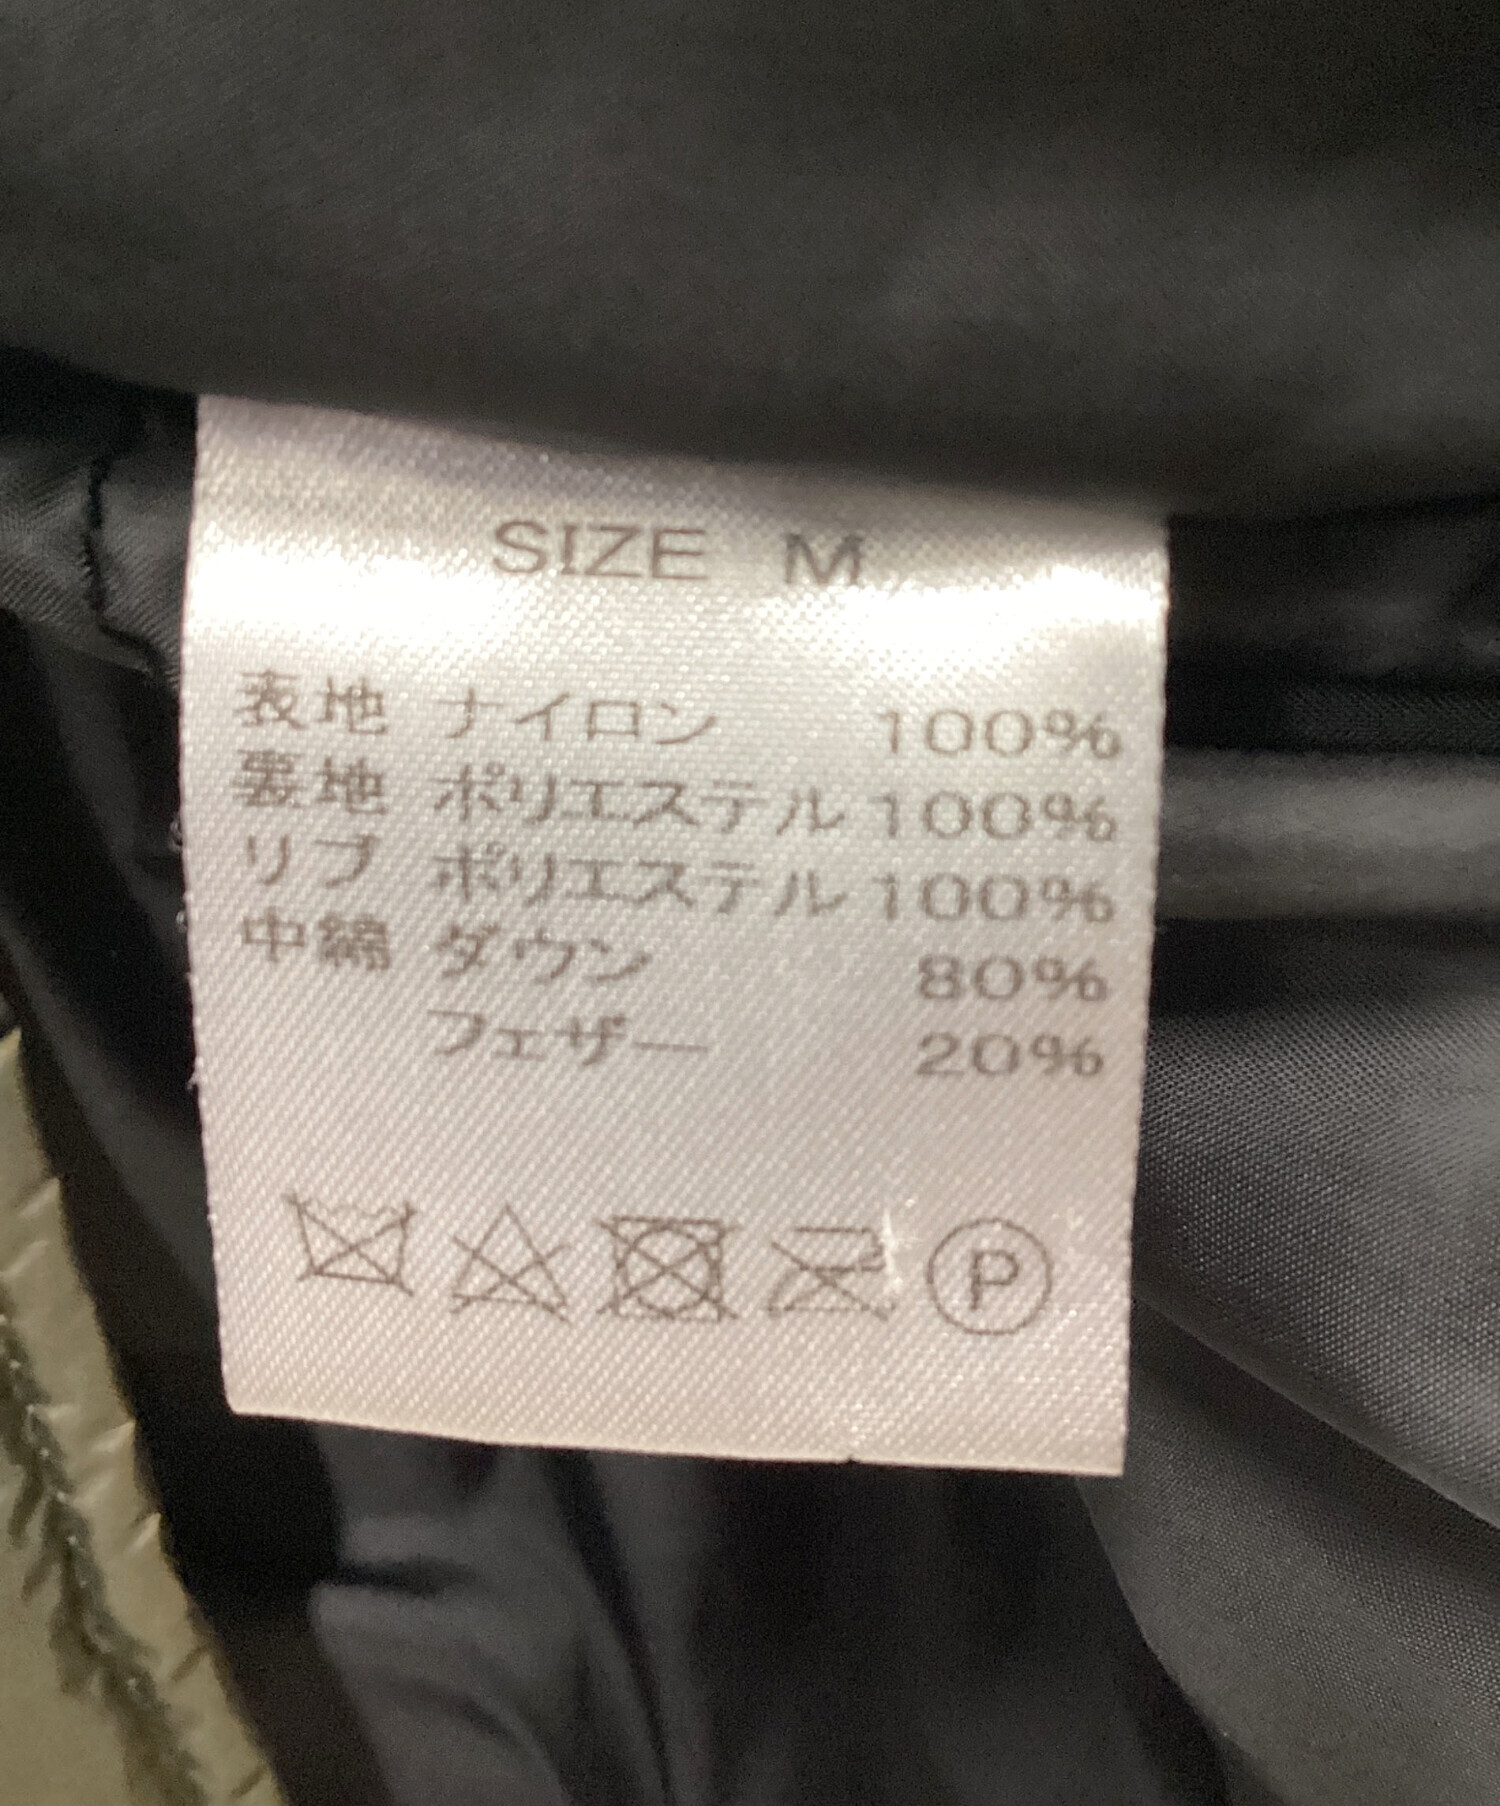 SIZE M
表地 ナイロン 100%
裏地 ポリエステル 100%
リブ ポリエステル 100%
中綿 ダウン 80%
フェザー 20%
P